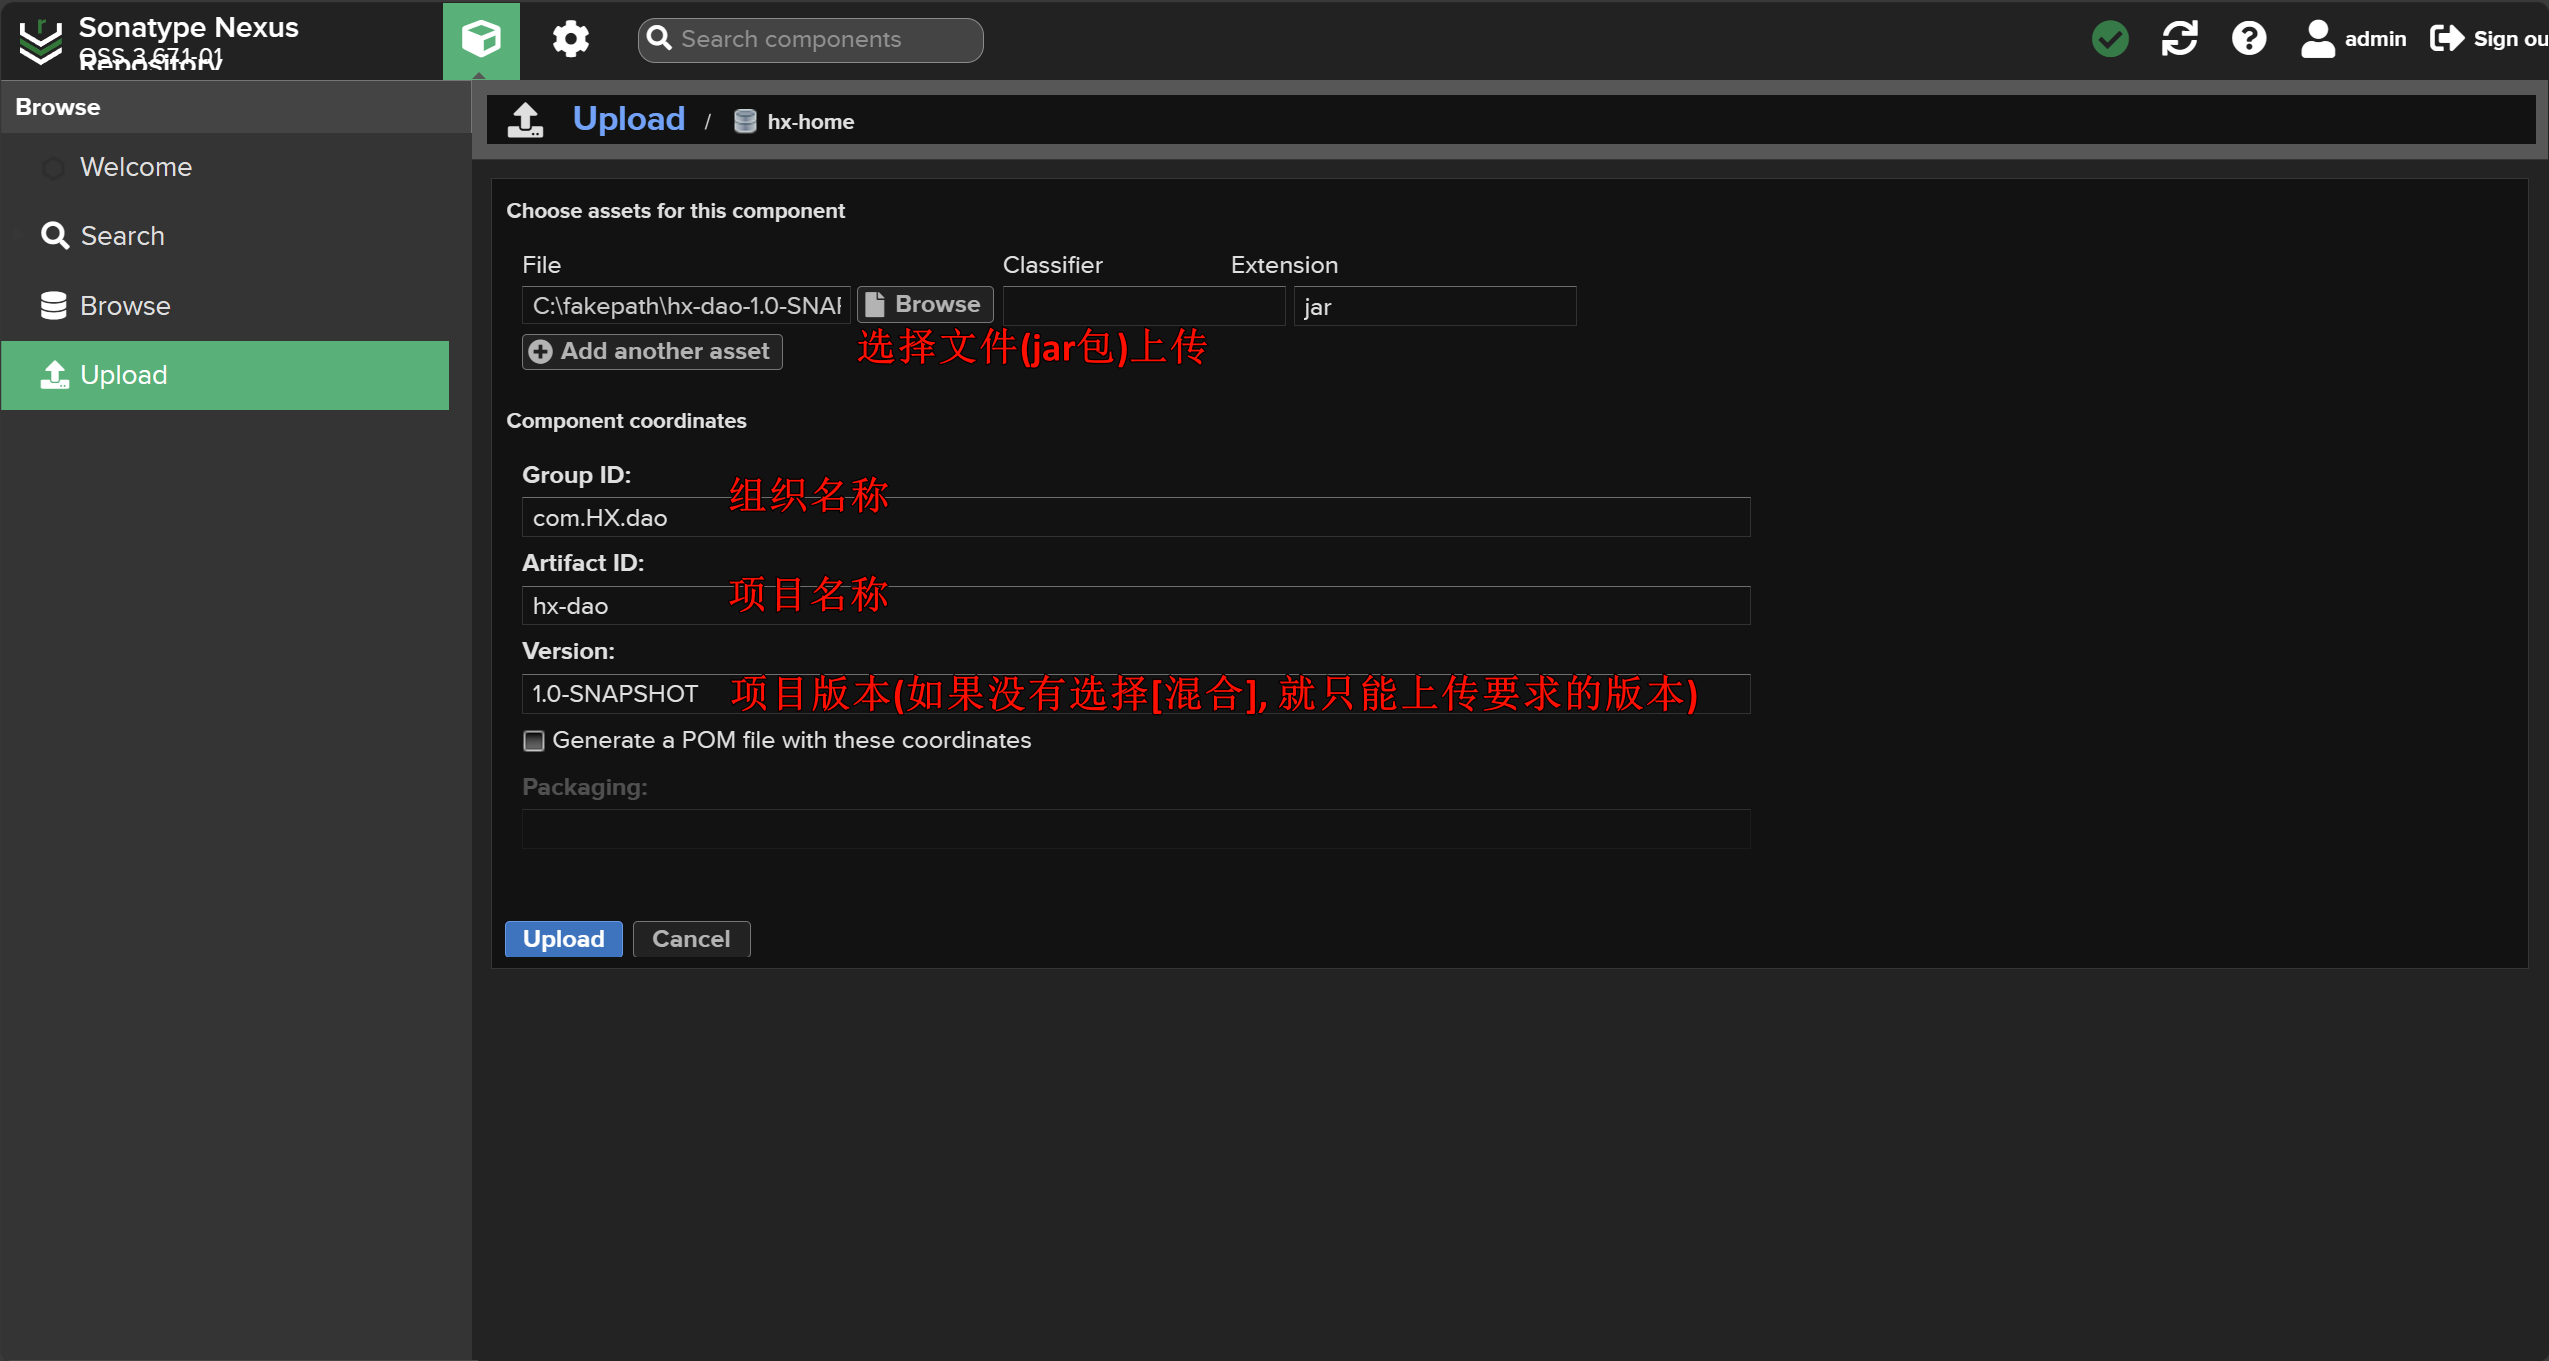 Sonatype Nexus Repository
OSS 3.67.1-01
Search components
admin
Sign ou
Browse
Welcome
Search
Browse
Upload
Upload / hx-home
Choose assets for this component
File Classifier Extension
C:\fakepath\hx-dao-1.0-SNAP Browse jar
Add another asset
选择文件(jar包)上传
Component coordinates
Group ID:
组织名称
com.HX.dao
Artifact ID:
项目名称
hx-dao
Version:
1.0-SNAPSHOT 项目版本(如果没有选择[混合], 就只能上传要求的版本)
Generate a POM file with these coordinates
Packaging:
Upload Cancel